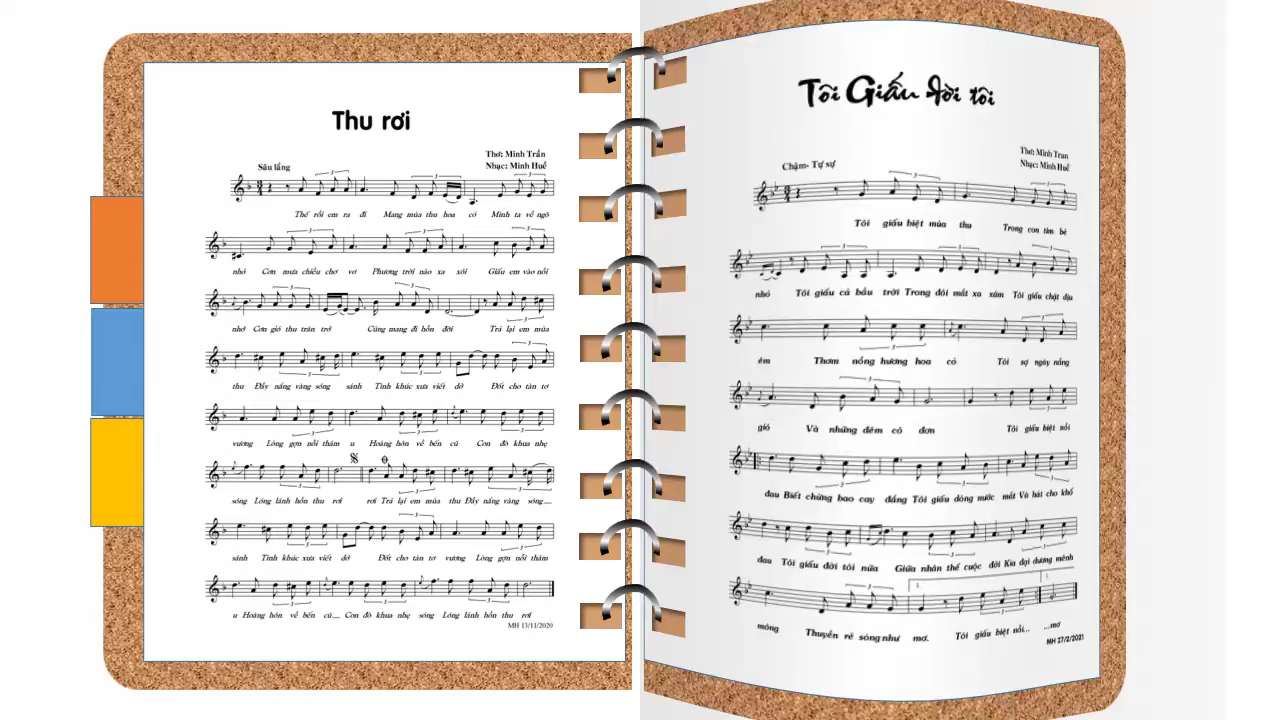 Thu rơi
Thơ: Minh Trần
Sâu lắng
Nhạc: Minh Huế
Thế rồi em ra đi Mang mùa thu hoa cỏ Mình ta về ngõ
nhỏ Cơn mưa chiều chơ vơ Phương trời nào xa xôi Giấu em vào nỗi
nhớ Cơn gió thu trăn trở Cũng mang đi hồn đời Trả lại em mùa
thu Đầy nắng vàng sóng sánh Tình khúc xưa viết dở Đốt cho tàn tơ
vương Lòng gợn nỗi thâm u Hoàng hôn về bến cũ Con đò khua nhẹ
sóng Lóng lánh hồn thu rơi rơi Trả lại em mùa thu Đầy nắng vàng sóng
sánh Tình khúc xưa viết dở Đốt cho tàn tơ vương Lòng gợn nỗi thâm
u Hoàng hôn về bến cũ Con đò khua nhẹ sóng Lóng lánh hồn thu rơi
MH 13/11/2020
Tôi Giấu đời tôi
Thơ: Minh Tran
Chậm- Tự sự
Nhạc: Minh Huế
Tôi giấu biệt mùa thu Trong con tim bé
nhỏ Tôi giấu cả bầu trời Trong đôi mắt xa xăm Tôi giấu chặt dịu
êm Thơm nồng hương hoa cỏ Tôi sợ ngày nắng
gió Và những đêm cô đơn Tôi giấu biệt nỗi
đau Biết chừng bao cay đắng Tôi giấu dòng nước mắt Và hát cho khổ
đau Tôi giấu đời tôi nữa Giữa nhân thế cuộc đời Kia đại dương mênh
1.
2.
mông Thuyền rẽ sóng như mơ. Tôi giấu biệt nỗi... ...mơ
MH 27/2/2021